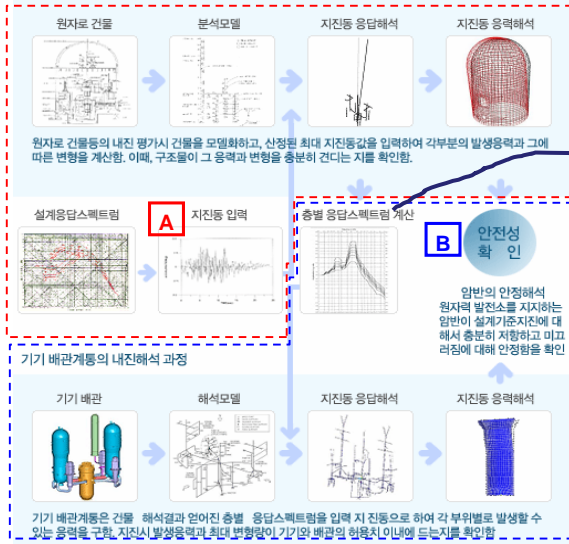 원자로 건물
분석모델
지진동 응답해석
지진동 응력해석
원자로 건물등의 내진 평가시 건물을 모델화하고, 산정된 최대 지진동값을 입력하여 각부분의 발생응력과 그에
따른 변형을 계산함. 이때, 구조물이 그 응력과 변형을 충분히 견디는 지를 확인함.
설계응답스펙트럼
A
지진동 입력
층별 응답스펙트럼 계산
B
안전성
확 인
암반의 안정해석
원자력 발전소를 지지하는
암반이 설계기준지진에 대
해서 충분히 저항하고 미끄
러짐에 대해 안정함을 확인
기기 배관계통의 내진해석 과정
기기 배관
해석모델
지진동 응답해석
지진동 응력해석
기기 배관계통은 건물 해석결과 얻어진 층별 응답스펙트럼을 입력 지 진동으로 하여 각 부위별로 발생할 수
있는 응력을 구함. 지진시 발생응력과 최대 변형량이 기기와 배관의 허용치 이내에 드는지를 확인함